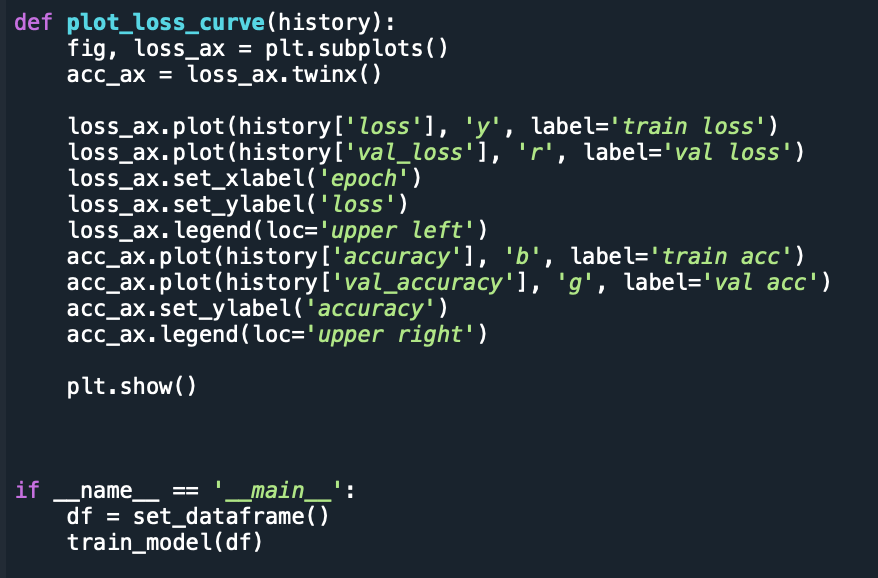 def plot_loss_curve(history):
    fig, loss_ax = plt.subplots()
    acc_ax = loss_ax.twinx()

    loss_ax.plot(history['loss'], 'y', label='train loss')
    loss_ax.plot(history['val_loss'], 'r', label='val loss')
    loss_ax.set_xlabel('epoch')
    loss_ax.set_ylabel('loss')
    loss_ax.legend(loc='upper left')
    acc_ax.plot(history['accuracy'], 'b', label='train acc')
    acc_ax.plot(history['val_accuracy'], 'g', label='val acc')
    acc_ax.set_ylabel('accuracy')
    acc_ax.legend(loc='upper right')

    plt.show()

if __name__ == '__main__':
    df = set_dataframe()
    train_model(df)